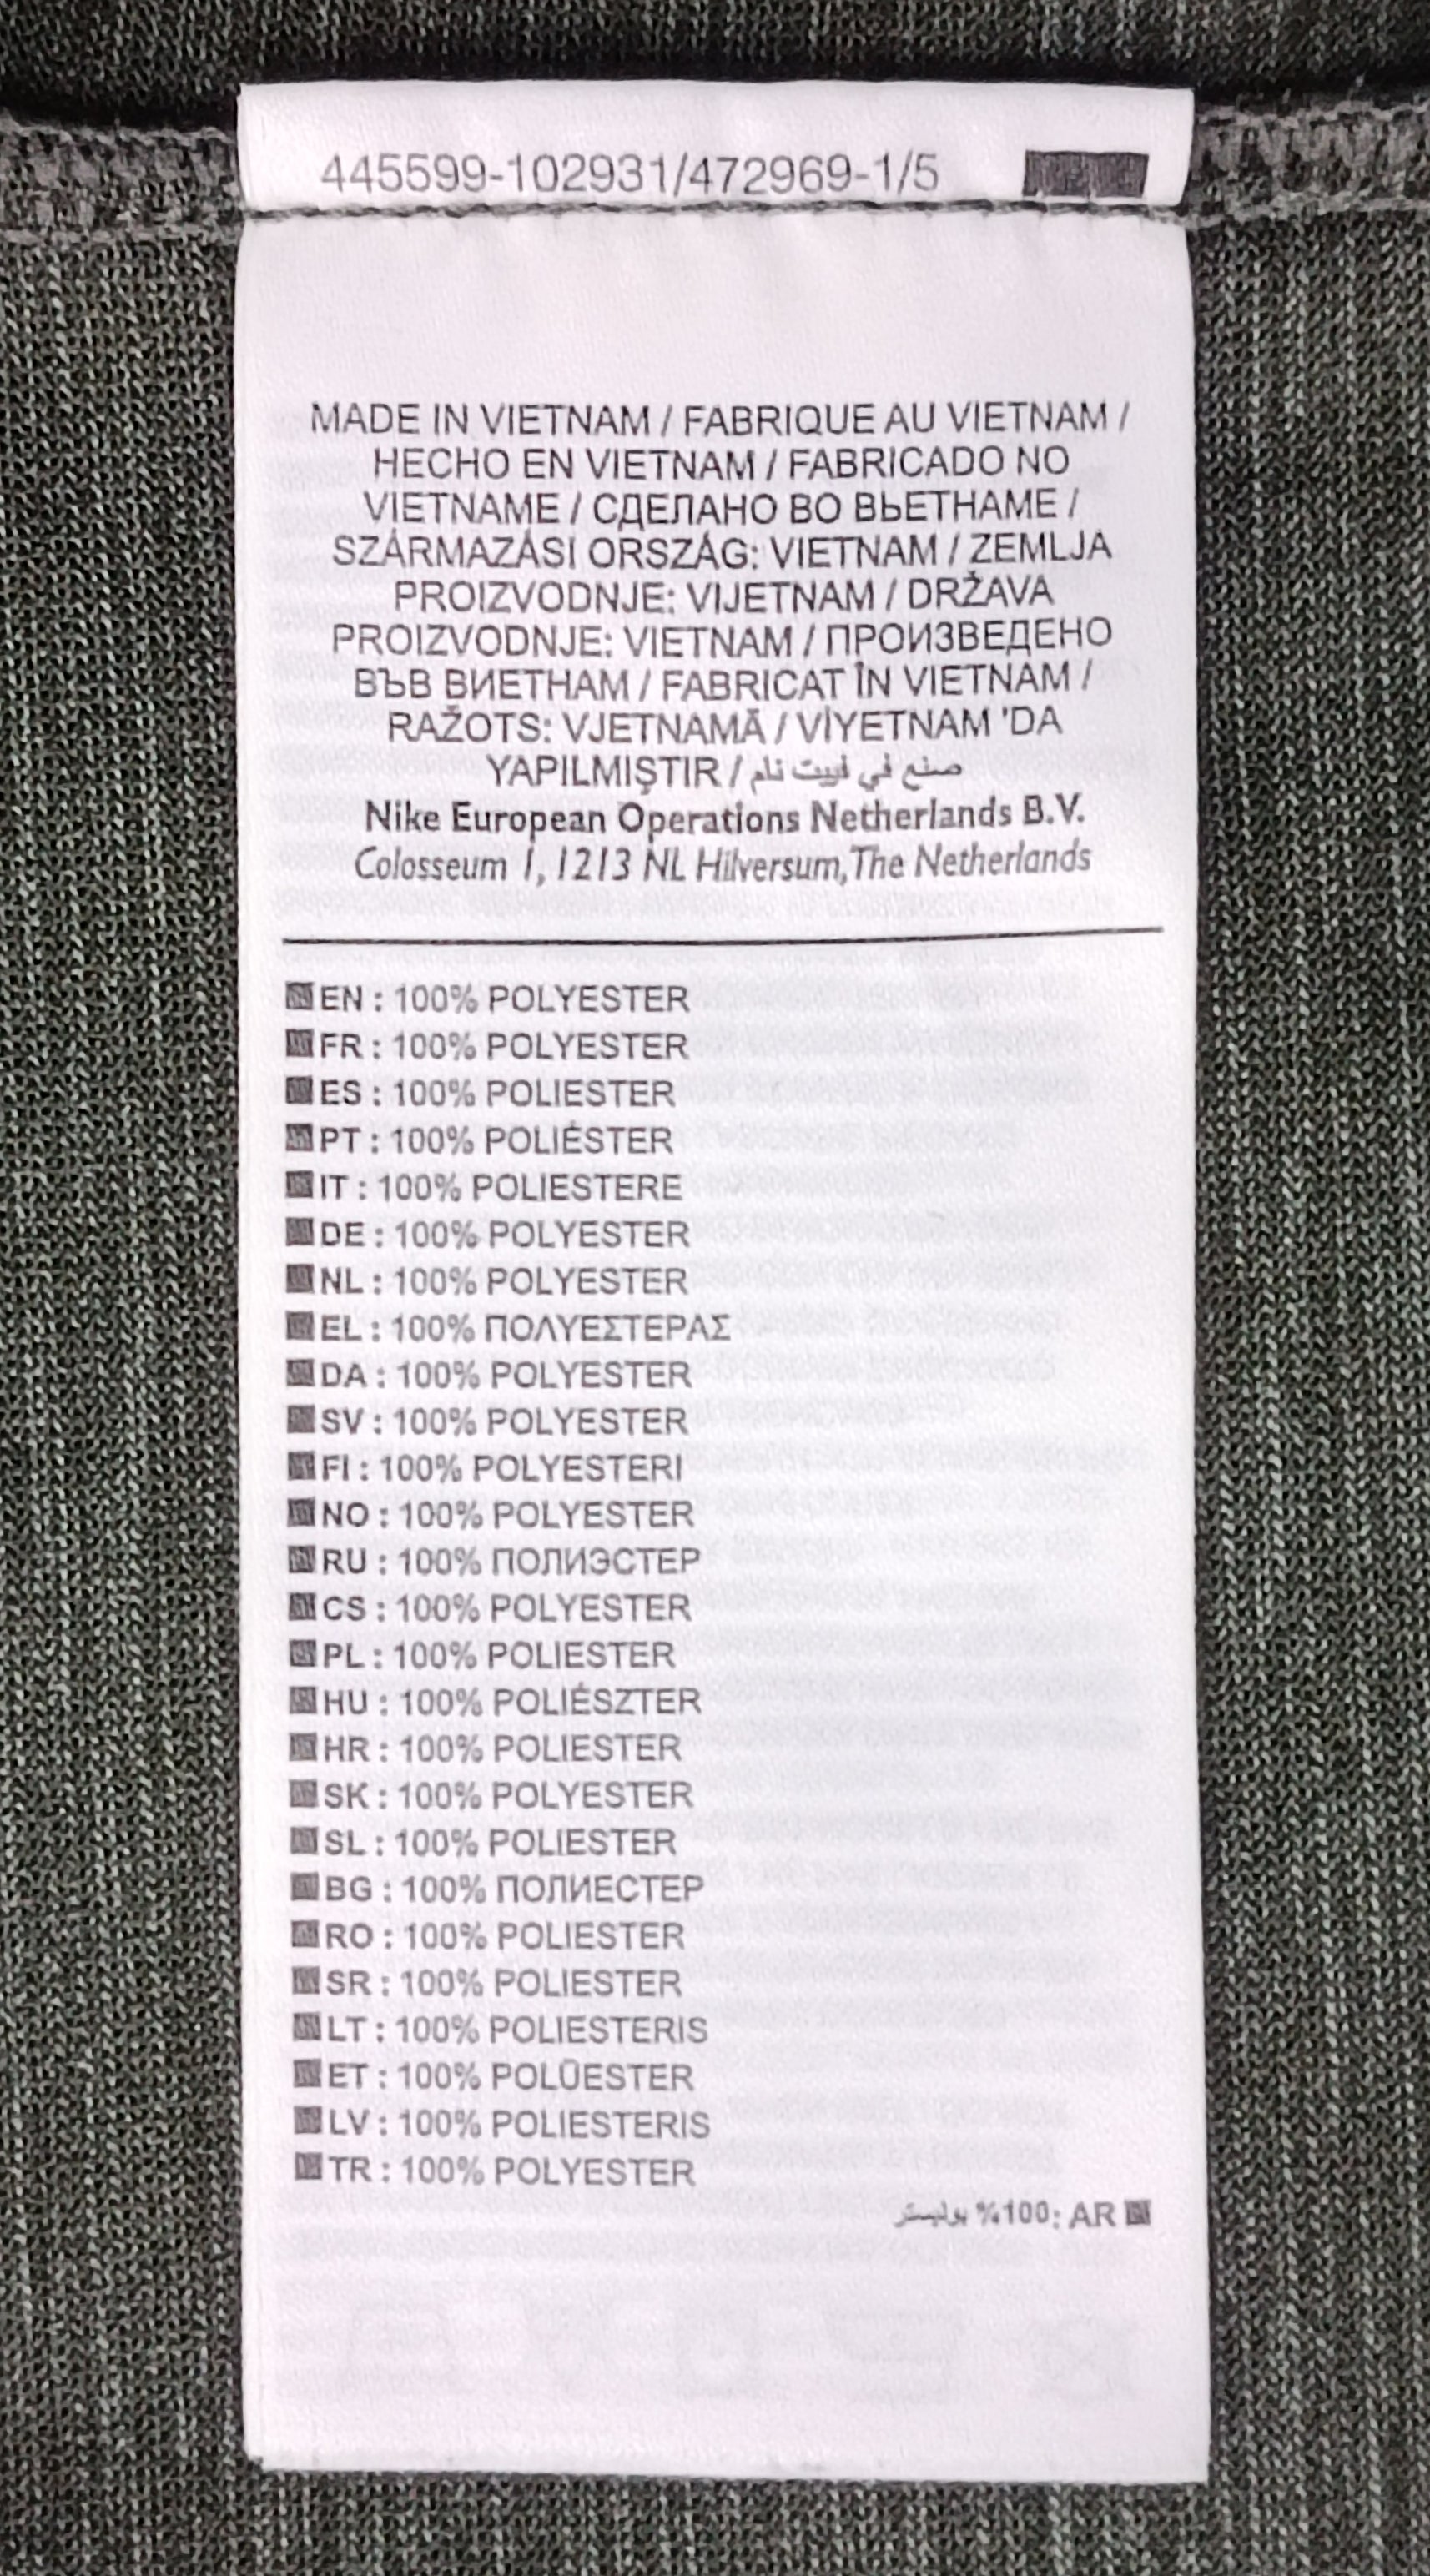 445599-102931/472969-1/5
MADE IN VIETNAM / FABRIQUE AU VIETNAM /
HECHO EN VIETNAM / FABRICADO NO
VIETNAME / СДЕЛАНО ВО ВЬЕТНАМЕ /
SZÁRMAZÁSI ORSZÁG: VIETNAM / ZEMLJA
PROIZVODNJE: VIJETNAM / DRŽAVA
PROIZVODNJE: VIETNAM / ПРОИЗВЕДЕНО
ВЪВ ВИЕТНАМ / FABRICAT ÎN VIETNAM /
RAŽOTS: VJETNAMĀ / VİYETNAM 'DA
YAPILMIŞTIR / صنع في فييت نام
Nike European Operations Netherlands B.V.
Colosseum 1, 1213 NL Hilversum, The Netherlands
EN : 100% POLYESTER
FR : 100% POLYESTER
ES : 100% POLIESTER
PT : 100% POLIÉSTER
IT : 100% POLIESTERE
DE : 100% POLYESTER
NL : 100% POLYESTER
EL : 100% ΠΟΛΥΕΣΤΕΡΑΣ
DA : 100% POLYESTER
SV : 100% POLYESTER
FI : 100% POLYESTERI
NO : 100% POLYESTER
RU : 100% ПОЛИЭСТЕР
CS : 100% POLYESTER
PL : 100% POLIESTER
HU : 100% POLIÉSZTER
HR : 100% POLIESTER
SK : 100% POLYESTER
SL : 100% POLIESTER
BG : 100% ПОЛИЕСТЕР
RO : 100% POLIESTER
SR : 100% POLIESTER
LT : 100% POLIESTERIS
ET : 100% POLÜESTER
LV : 100% POLIESTERIS
TR : 100% POLYESTER
AR :100% بوليستر